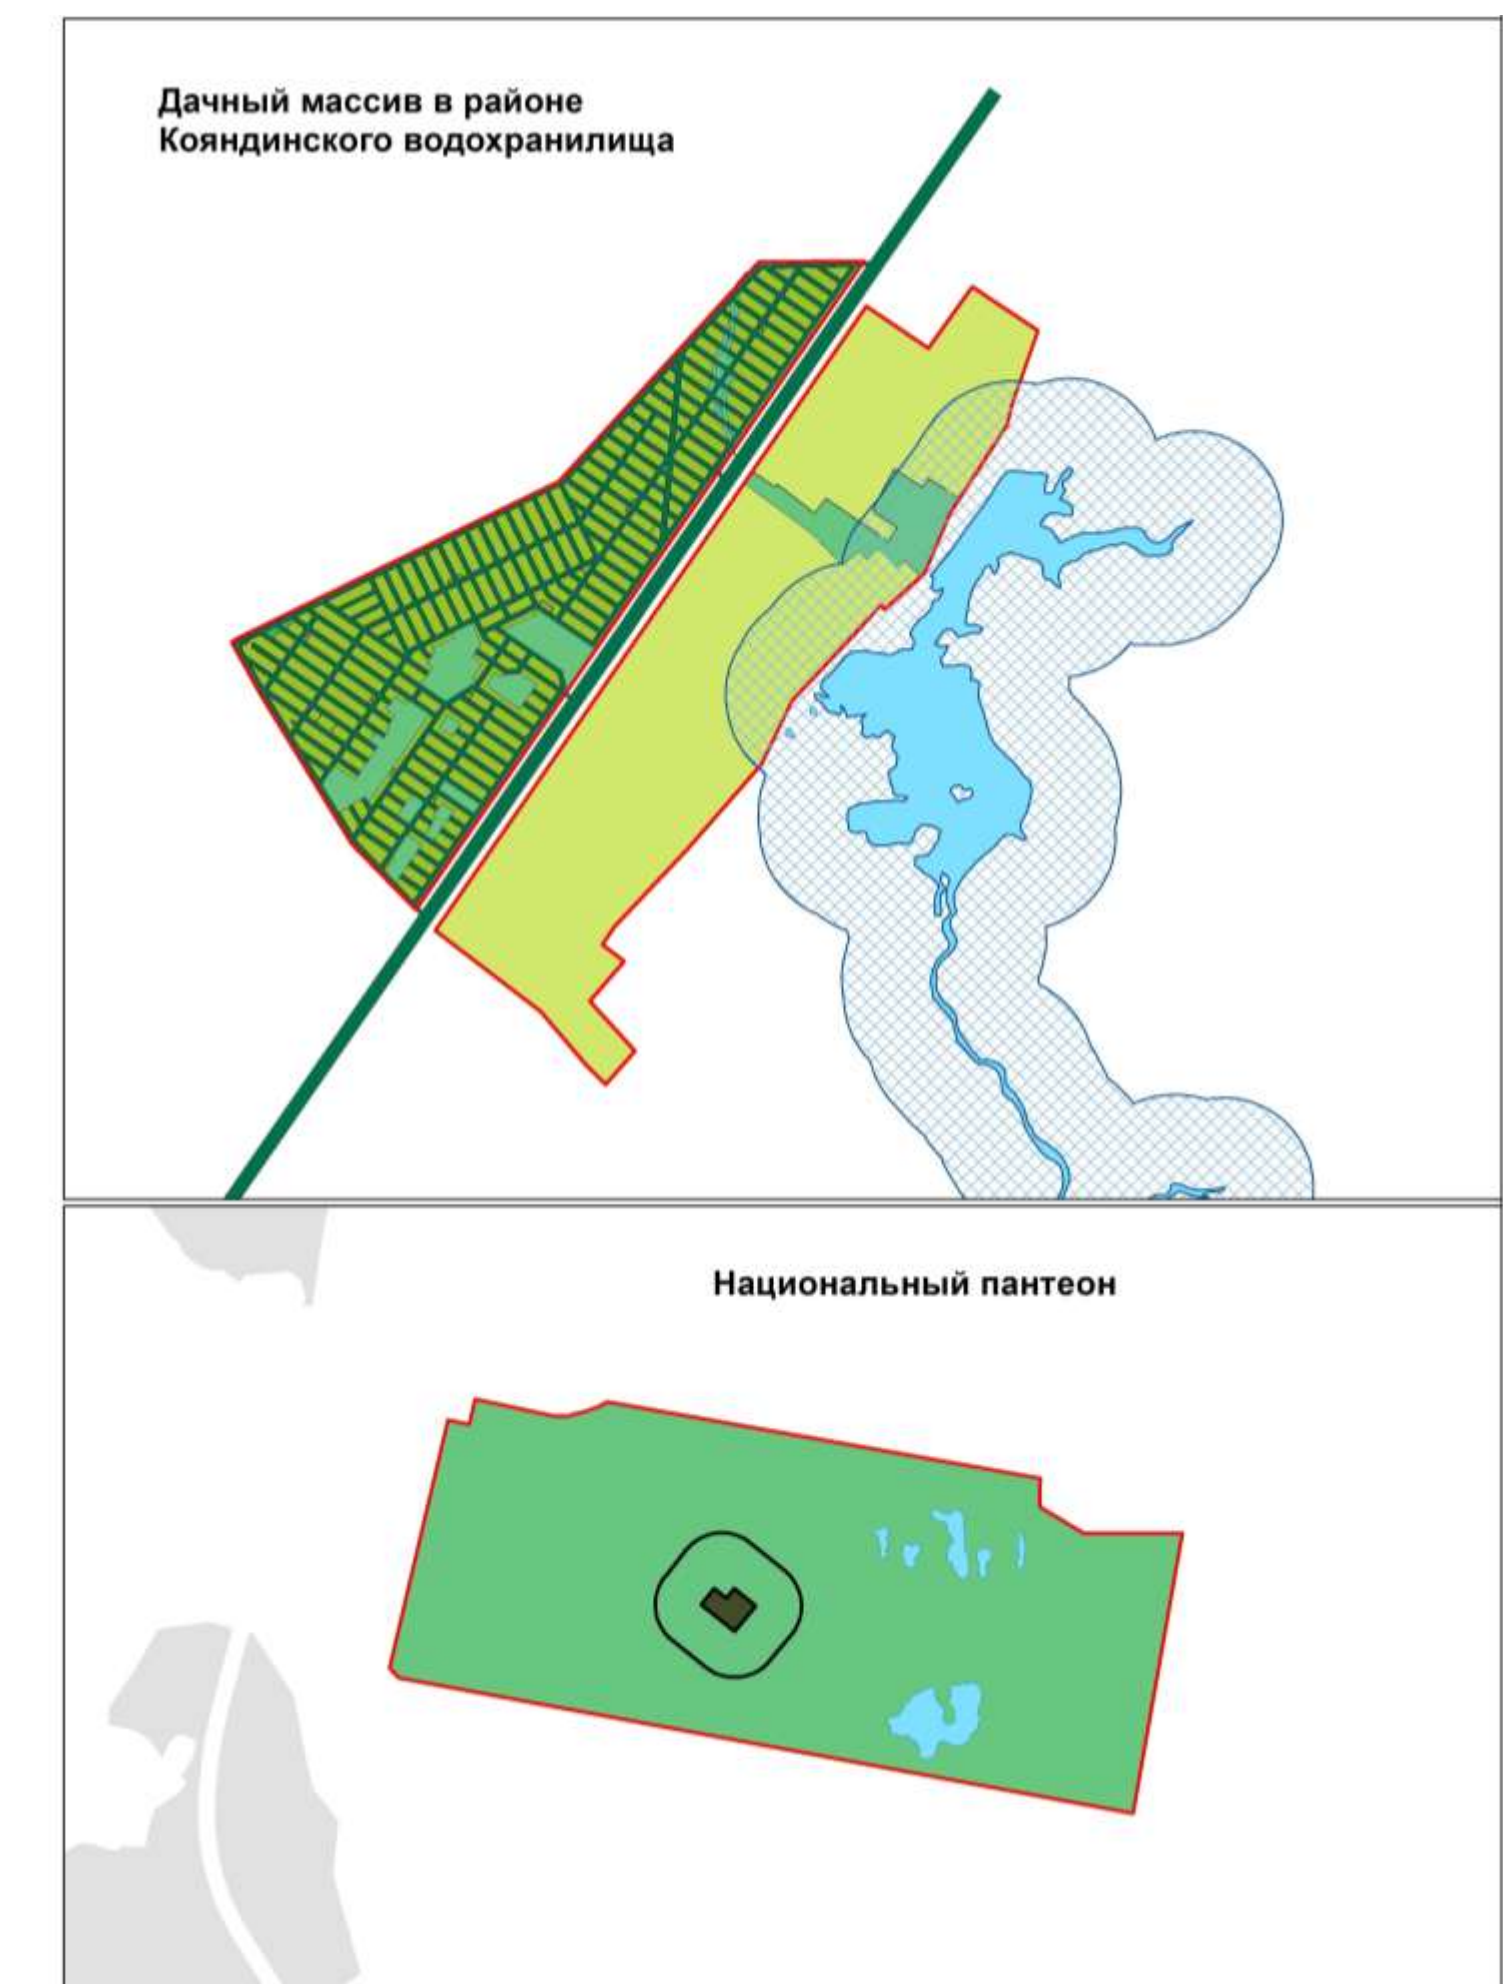 Дачный массив в районе
Кояндинского водохранилища
Национальный пантеон